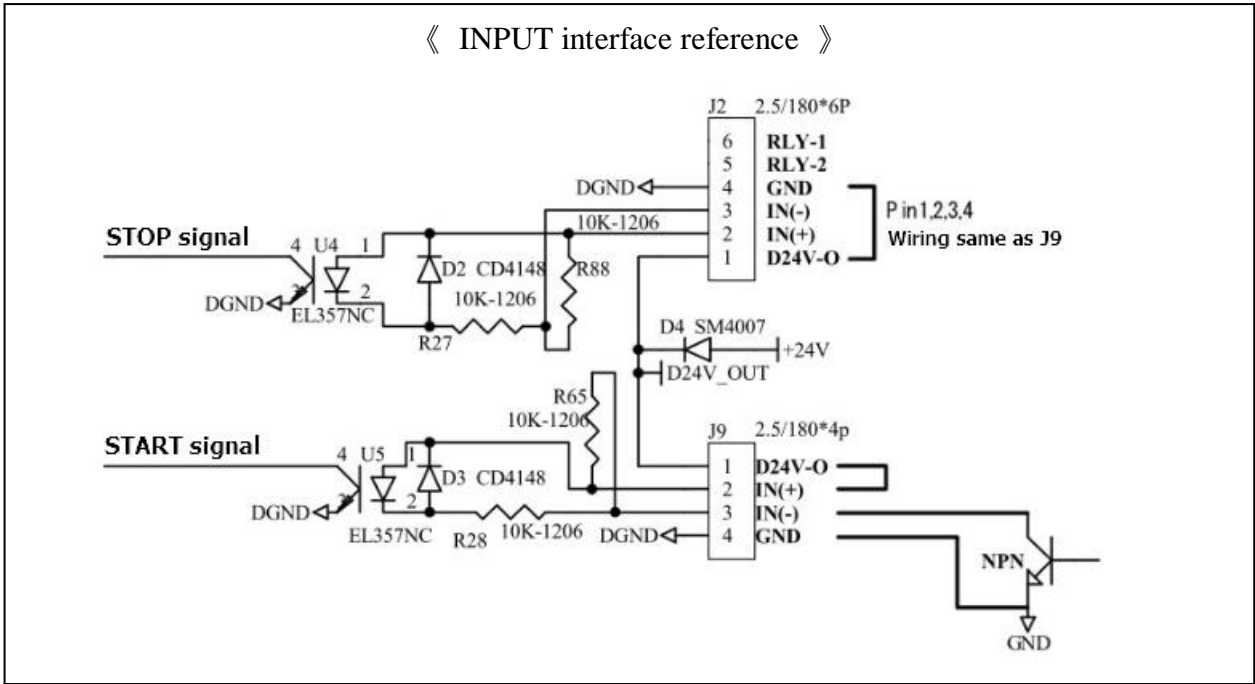 《 INPUT interface reference 》
J2 2.5/180*6P
6 RLY-1
5 RLY-2
DGND 4 GND
3 IN(-)
10K-1206 2 IN(+)
1 D24V-O
Pin1,2,3,4
Wiring same as J9
STOP signal
4 U4 1
D2 CD4148
R88
DGND 3 2
10K-1206
EL357NC
R27
D4 SM4007
+24V
D24V_OUT
R65
10K-1206
J9 2.5/180*4p
START signal
4 U5 1
D3 CD4148
1 D24V-O
2 IN(+)
DGND 3 2
3 IN(-)
EL357NC R28 10K-1206 DGND 4 GND
NPN
GND